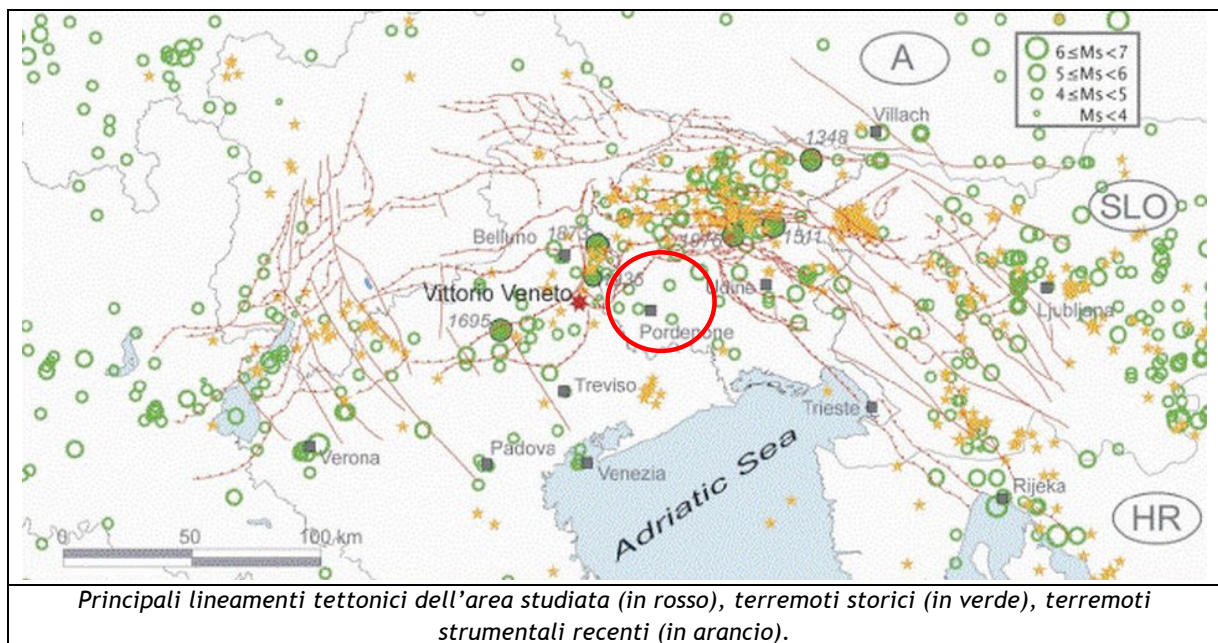 A
6≤Ms<7
5≤Ms<6
4≤Ms<5
Ms<4
Villach
1348
SLO
Belluno
1873
1976
1511
1936
Vittorio Veneto
Udine
Ljubljana
1695
Pordenone
Treviso
Trieste
Verona
Padova
Venezia
Adriatic Sea
Rijeka
HR
0 50 100 km
Principali lineamenti tettonici dell'area studiata (in rosso), terremoti storici (in verde), terremoti
strumentali recenti (in arancio).